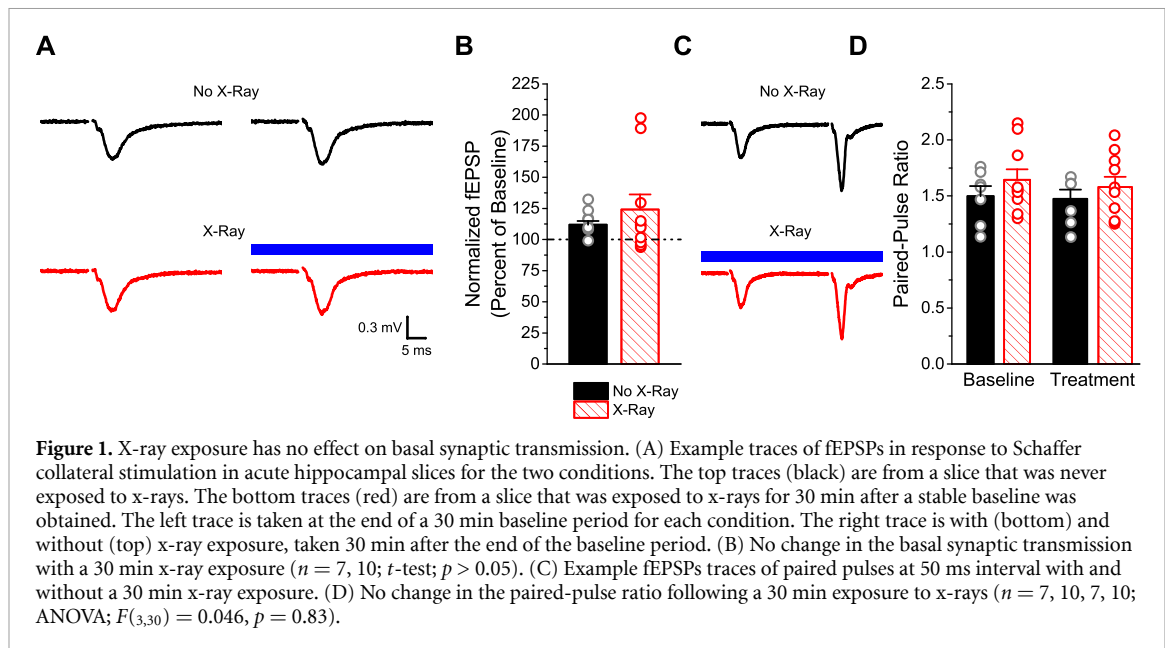 A
B
C
D
No X-Ray
X-Ray
0.3 mV
5 ms
Normalized fEPSP
(Percent of Baseline)
225
200
175
150
125
100
75
50
25
0
No X-Ray
X-Ray
No X-Ray
X-Ray
Paired-Pulse Ratio
2.5
2.0
1.5
1.0
0.5
0.0
Baseline
Treatment
Figure 1. X-ray exposure has no effect on basal synaptic transmission. (A) Example traces of fEPSPs in response to Schaffer
collateral stimulation in acute hippocampal slices for the two conditions. The top traces (black) are from a slice that was never
exposed to x-rays. The bottom traces (red) are from a slice that was exposed to x-rays for 30 min after a stable baseline was
obtained. The left trace is taken at the end of a 30 min baseline period for each condition. The right trace is with (bottom) and
without (top) x-ray exposure, taken 30 min after the end of the baseline period. (B) No change in the basal synaptic transmission
with a 30 min x-ray exposure (n = 7, 10; t-test; p > 0.05). (C) Example fEPSPs traces of paired pulses at 50 ms interval with and
without a 30 min x-ray exposure. (D) No change in the paired-pulse ratio following a 30 min exposure to x-rays (n = 7, 10, 7, 10;
ANOVA; F(3,30) = 0.046, p = 0.83).